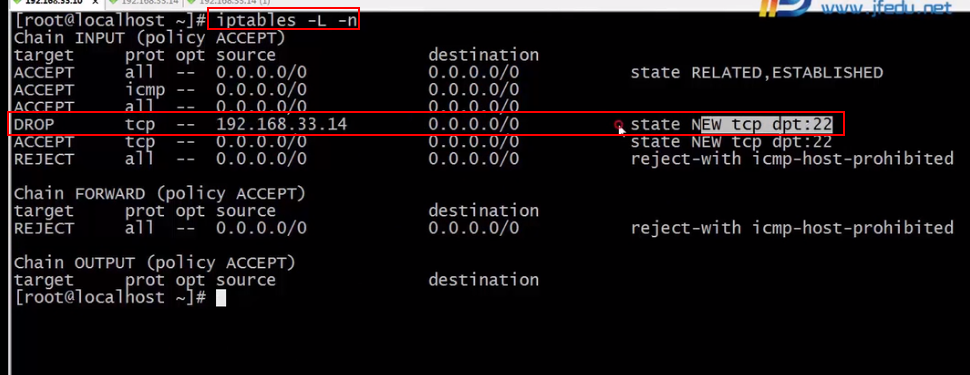 192.168.33.10 × 192.168.33.14 192.168.33.14 (1)
www.jfedu.net
[root@localhost ~]# iptables -L -n
Chain INPUT (policy ACCEPT)
target prot opt source destination
ACCEPT all -- 0.0.0.0/0 0.0.0.0/0 state RELATED,ESTABLISHED
ACCEPT icmp -- 0.0.0.0/0 0.0.0.0/0
ACCEPT all -- 0.0.0.0/0 0.0.0.0/0
DROP tcp -- 192.168.33.14 0.0.0.0/0 state NEW tcp dpt:22
ACCEPT tcp -- 0.0.0.0/0 0.0.0.0/0 state NEW tcp dpt:22
REJECT all -- 0.0.0.0/0 0.0.0.0/0 reject-with icmp-host-prohibited
Chain FORWARD (policy ACCEPT)
target prot opt source destination
REJECT all -- 0.0.0.0/0 0.0.0.0/0 reject-with icmp-host-prohibited
Chain OUTPUT (policy ACCEPT)
target prot opt source destination
[root@localhost ~]#